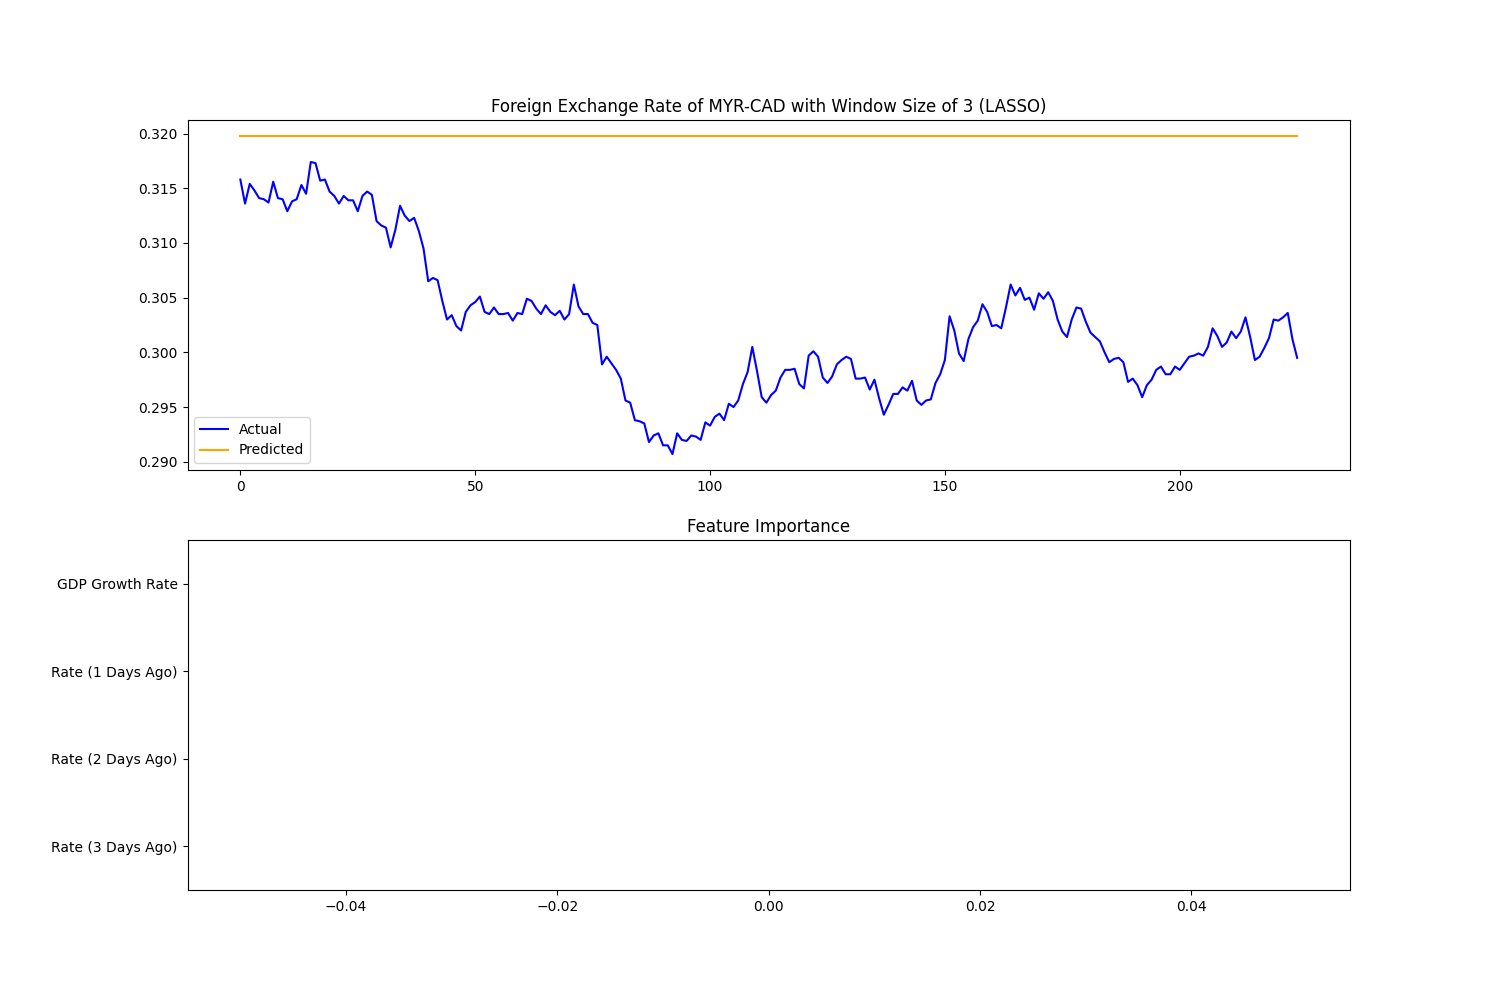 Foreign Exchange Rate of MYR-CAD with Window Size of 3 (LASSO)
0.320
0.315
0.310
0.305
0.300
0.295
0.290
Actual
Predicted
0 50 100 150 200
Feature Importance
GDP Growth Rate
Rate (1 Days Ago)
Rate (2 Days Ago)
Rate (3 Days Ago)
−0.04 −0.02 0.00 0.02 0.04